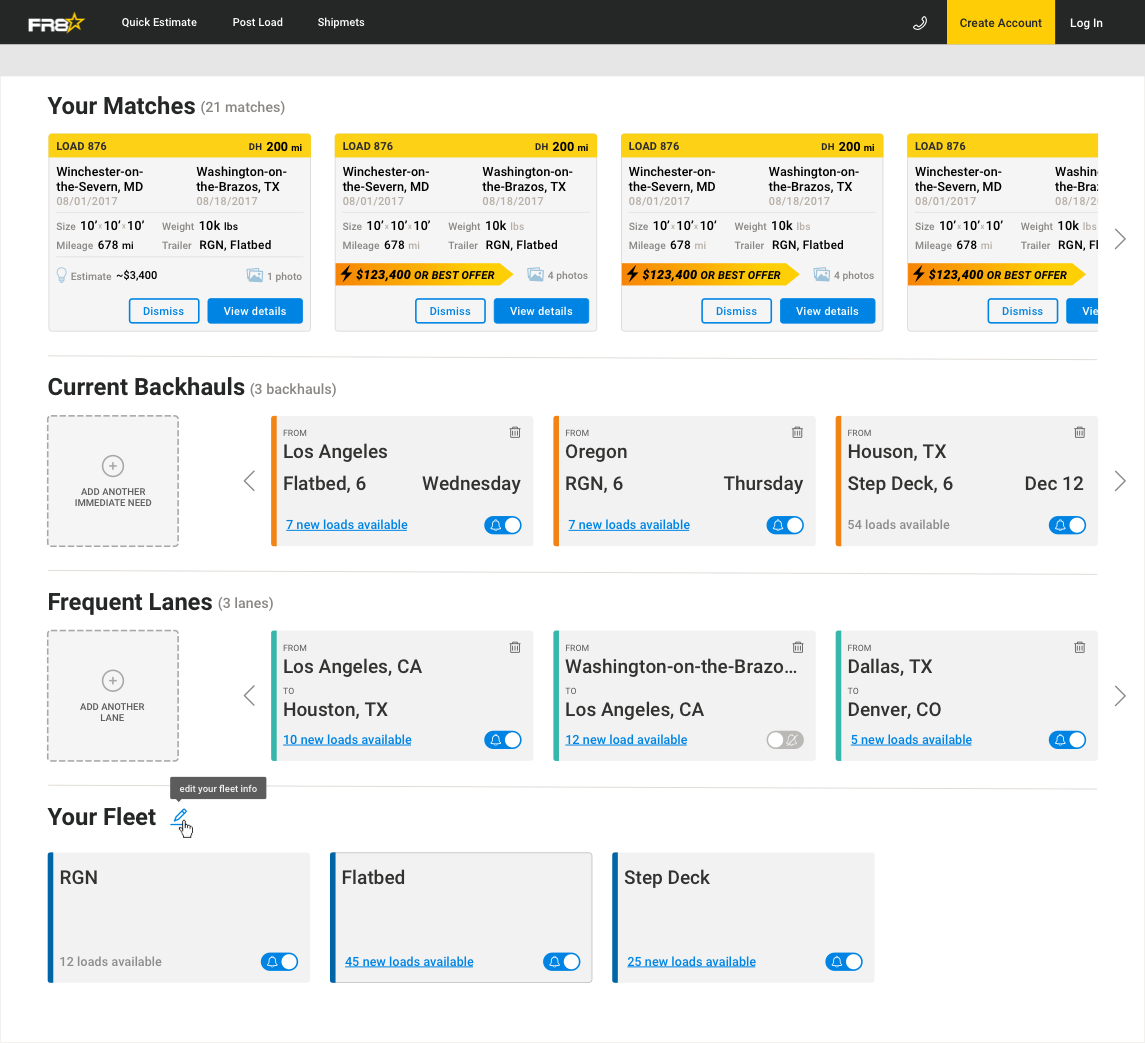 FR8
Quick Estimate
Post Load
Shipmets
Create Account
Log In
Your Matches (21 matches)
LOAD 876 DH 200 mi
Winchester-on-
the-Severn, MD
08/01/2017
Washington-on-
the-Brazos, TX
08/18/2017
Size 10'x10'x10' Weight 10k lbs
Mileage 678 mi Trailer RGN, Flatbed
Estimate ~$3,400 1 photo
Dismiss View details
LOAD 876 DH 200 mi
Winchester-on-
the-Severn, MD
08/01/2017
Washington-on-
the-Brazos, TX
08/18/2017
Size 10'x10'x10' Weight 10k lbs
Mileage 678 mi Trailer RGN, Flatbed
$123,400 OR BEST OFFER 4 photos
Dismiss View details
LOAD 876 DH 200 mi
Winchester-on-
the-Severn, MD
08/01/2017
Washington-on-
the-Brazos, TX
08/18/2017
Size 10'x10'x10' Weight 10k lbs
Mileage 678 mi Trailer RGN, Flatbed
$123,400 OR BEST OFFER 4 photos
Dismiss View details
LOAD 876
Winchester-on-
the-Severn, MD
08/01/2017
Washin
the-Bra
08/18/
Size 10'x10'x10' Weight 10k lbs
Mileage 678 mi Trailer RGN, Fl
$123,400 OR BEST OFFER
Dismiss Vie
Current Backhauls (3 backhauls)
ADD ANOTHER
IMMEDIATE NEED
FROM
Los Angeles
Flatbed, 6 Wednesday
7 new loads available
FROM
Oregon
RGN, 6 Thursday
7 new loads available
FROM
Houson, TX
Step Deck, 6 Dec 12
54 loads available
Frequent Lanes (3 lanes)
ADD ANOTHER
LANE
FROM
Los Angeles, CA
TO
Houston, TX
10 new loads available
FROM
Washington-on-the-Brazo...
TO
Los Angeles, CA
12 new load available
FROM
Dallas, TX
TO
Denver, CO
5 new loads available
edit your fleet info
Your Fleet
RGN
12 loads available
Flatbed
45 new loads available
Step Deck
25 new loads available